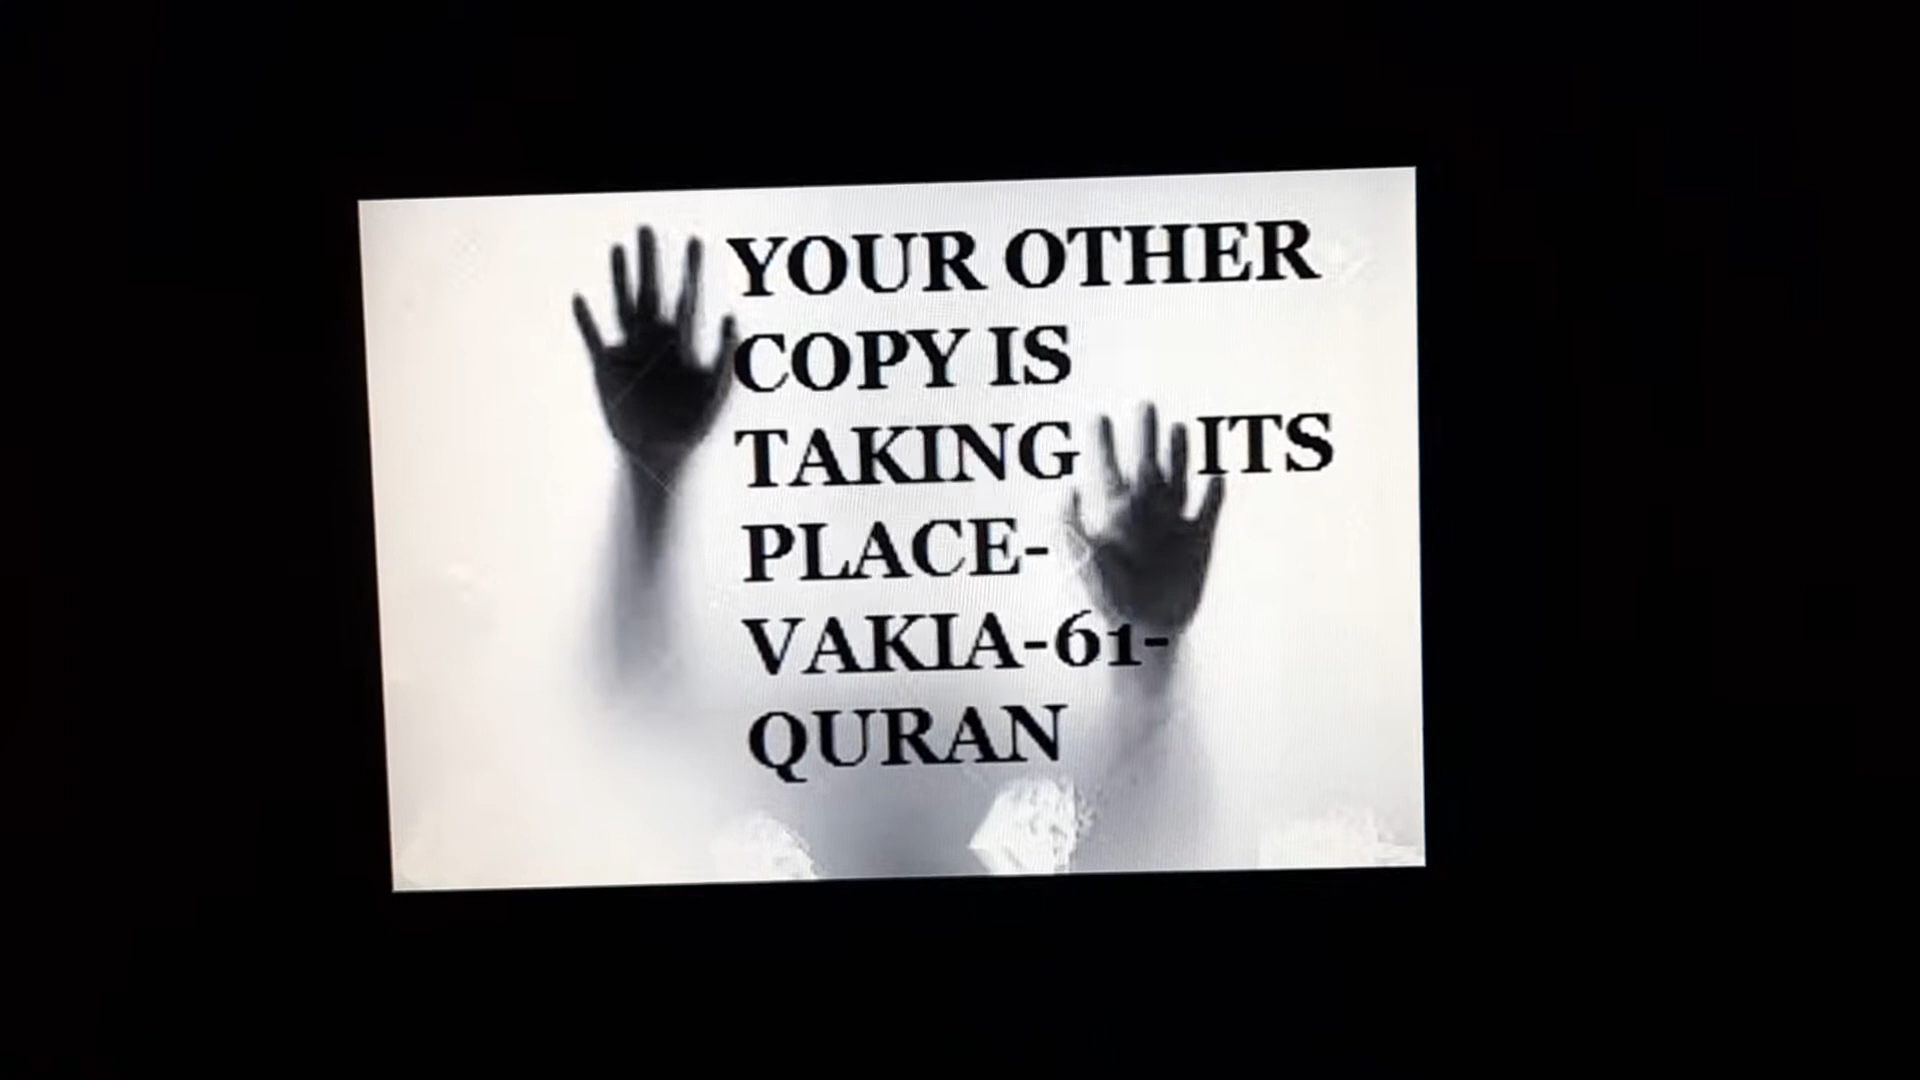 YOUR OTHER
COPY IS
TAKING ITS
PLACE-
VAKIA-61-
QURAN